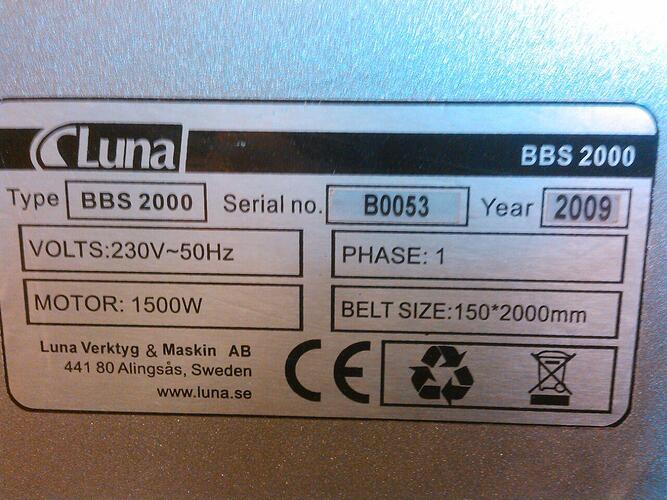 Luna BBS 2000
Type BBS 2000 Serial no. B0053 Year 2009
VOLTS:230V~50Hz PHASE: 1
MOTOR: 1500W BELT SIZE:150*2000mm
Luna Verktyg & Maskin AB
441 80 Alingsås, Sweden
www.luna.se
CE